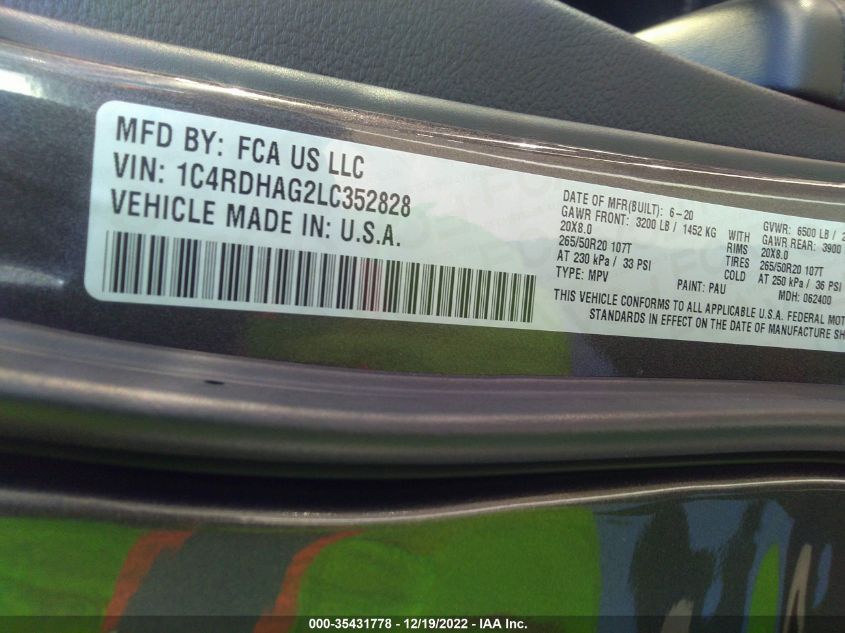 MFD BY: FCA US LLC
VIN: 1C4RDHAG2LC352828
VEHICLE MADE IN: U.S.A.
DATE OF MFR(BUILT): 6-20
GAWR FRONT: 3200 LB / 1452 KG WITH
20X8.0 RIMS
265/50R20 107T TIRES
AT 230 kPa / 33 PSI COLD
TYPE: MPV
PAINT: PAU
GVWR: 6500 LB /
GAWR REAR: 3900
20X8.0
265/50R20 107T
AT 250 kPa / 36 PSI
MDH: 062400
THIS VEHICLE CONFORMS TO ALL APPLICABLE U.S.A. FEDERAL
STANDARDS IN EFFECT ON THE DATE OF MANUFACTURE
000-35431778 - 12/19/2022 - IAA Inc.